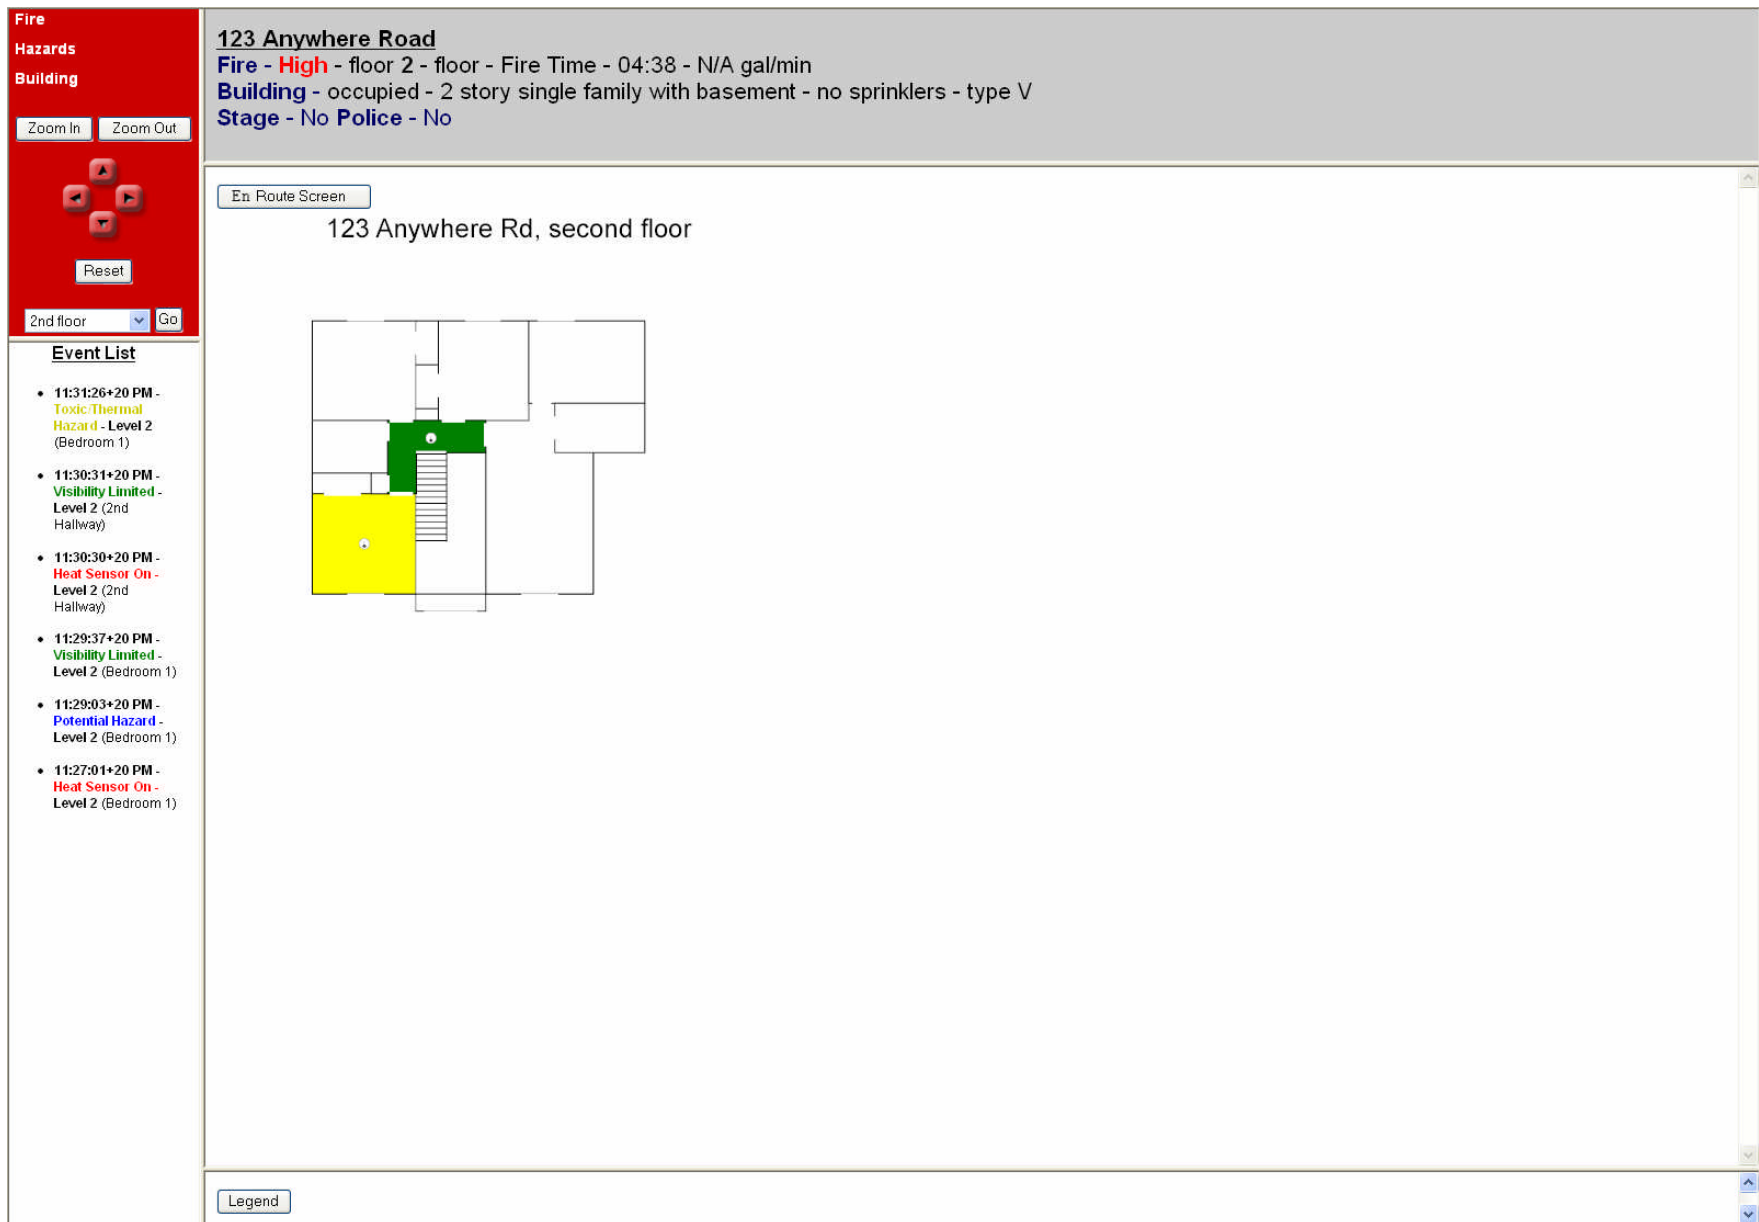 Fire
Hazards
Building
Zoom In Zoom Out
Reset
2nd floor Go
Event List
11:31:26+20 PM -
Toxic/Thermal
Hazard - Level 2
(Bedroom 1)
11:30:31+20 PM -
Visibility Limited -
Level 2 (2nd
Hallway)
11:30:30+20 PM -
Heat Sensor On -
Level 2 (2nd
Hallway)
11:29:37+20 PM -
Visibility Limited -
Level 2 (Bedroom 1)
11:29:03+20 PM -
Potential Hazard -
Level 2 (Bedroom 1)
11:27:01+20 PM -
Heat Sensor On -
Level 2 (Bedroom 1)
123 Anywhere Road
Fire - High - floor 2 - floor - Fire Time - 04:38 - N/A gal/min
Building - occupied - 2 story single family with basement - no sprinklers - type V
Stage - No Police - No
En Route Screen
123 Anywhere Rd, second floor
Legend